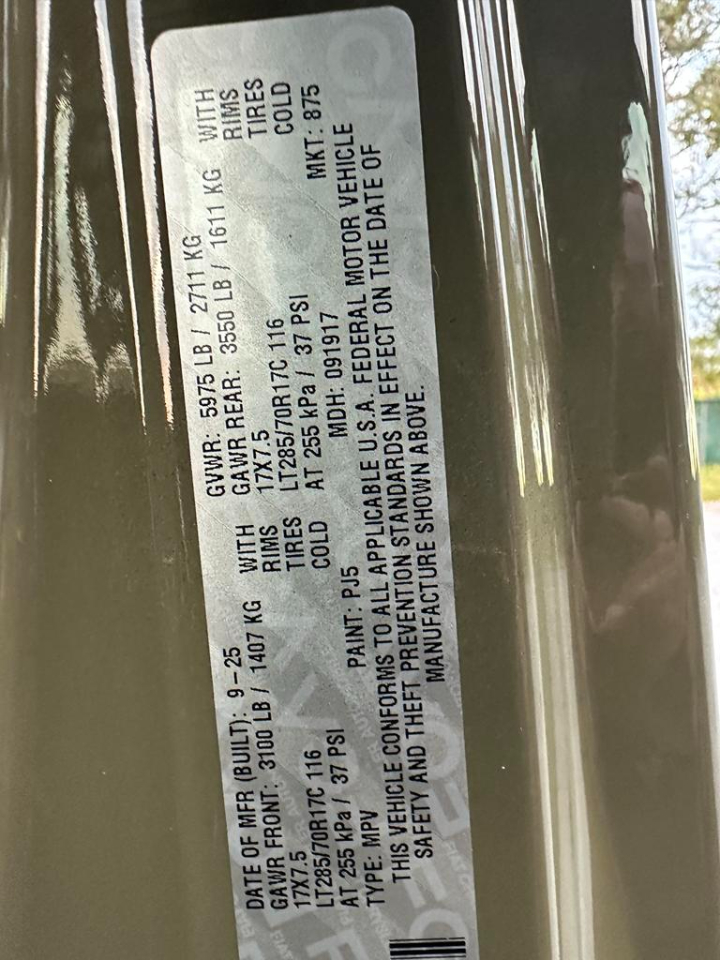 DATE OF MFR (BUILT): 9-25 GVWR: 5975 LB / 2711 KG
GAWR FRONT: 3100 LB / 1407 KG WITH GAWR REAR: 3550 LB / 1611 KG WITH
17X7.5 RIMS 17X7.5 RIMS
LT285/70R17C 116 TIRES LT285/70R17C 116 TIRES
AT 255 kPa / 37 PSI COLD AT 255 kPa / 37 PSI COLD
TYPE: MPV PAINT: PJ5 MDH: 091917 MKT: 875
THIS VEHICLE CONFORMS TO ALL APPLICABLE U.S.A. FEDERAL MOTOR VEHICLE
SAFETY AND THEFT PREVENTION STANDARDS IN EFFECT ON THE DATE OF
MANUFACTURE SHOWN ABOVE.